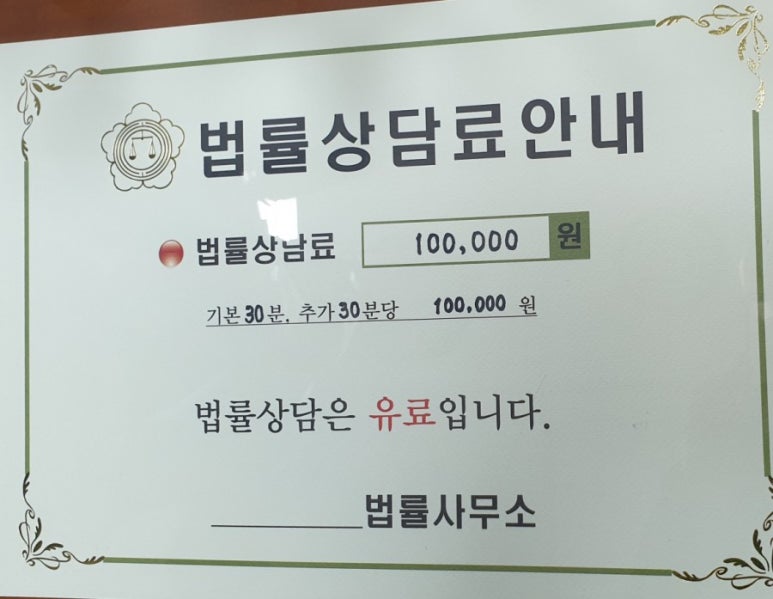 법률상담료안내
법률상담료 100,000 원
기본 30분. 추가 30분당 100,000 원
법률상담은 유료입니다.
법률사무소